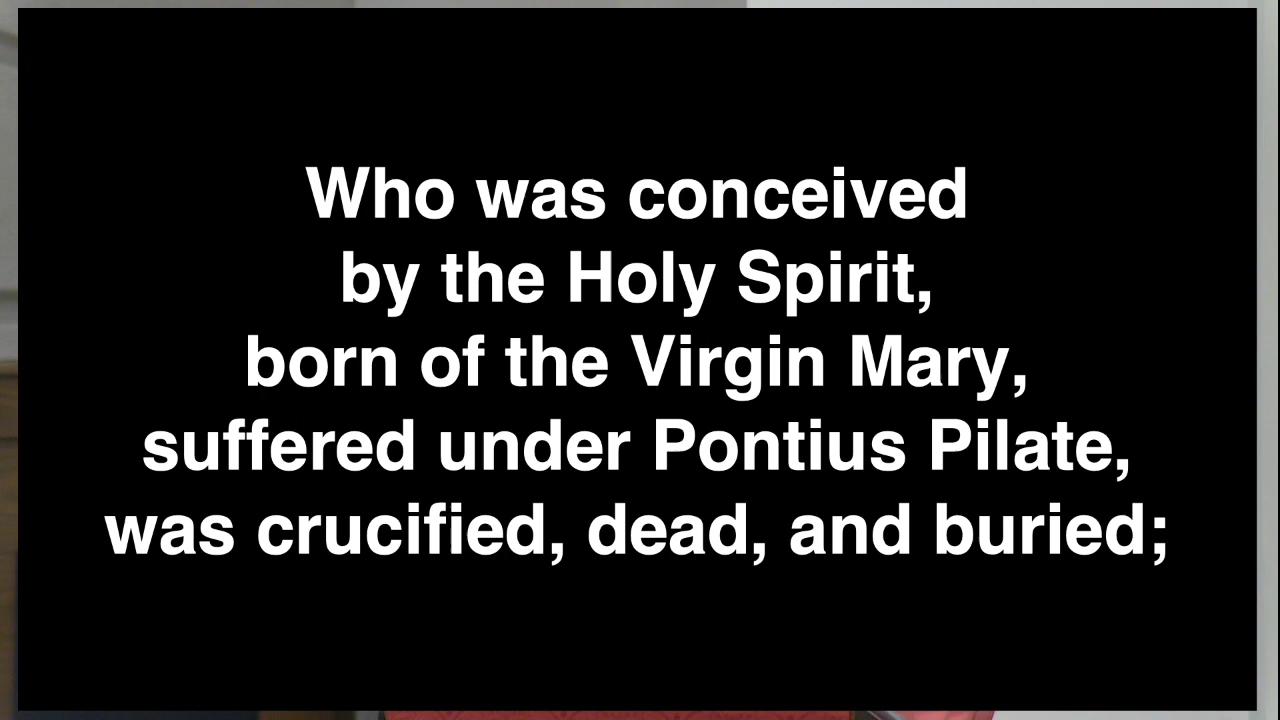 Who was conceived
by the Holy Spirit,
born of the Virgin Mary,
suffered under Pontius Pilate,
was crucified, dead, and buried;